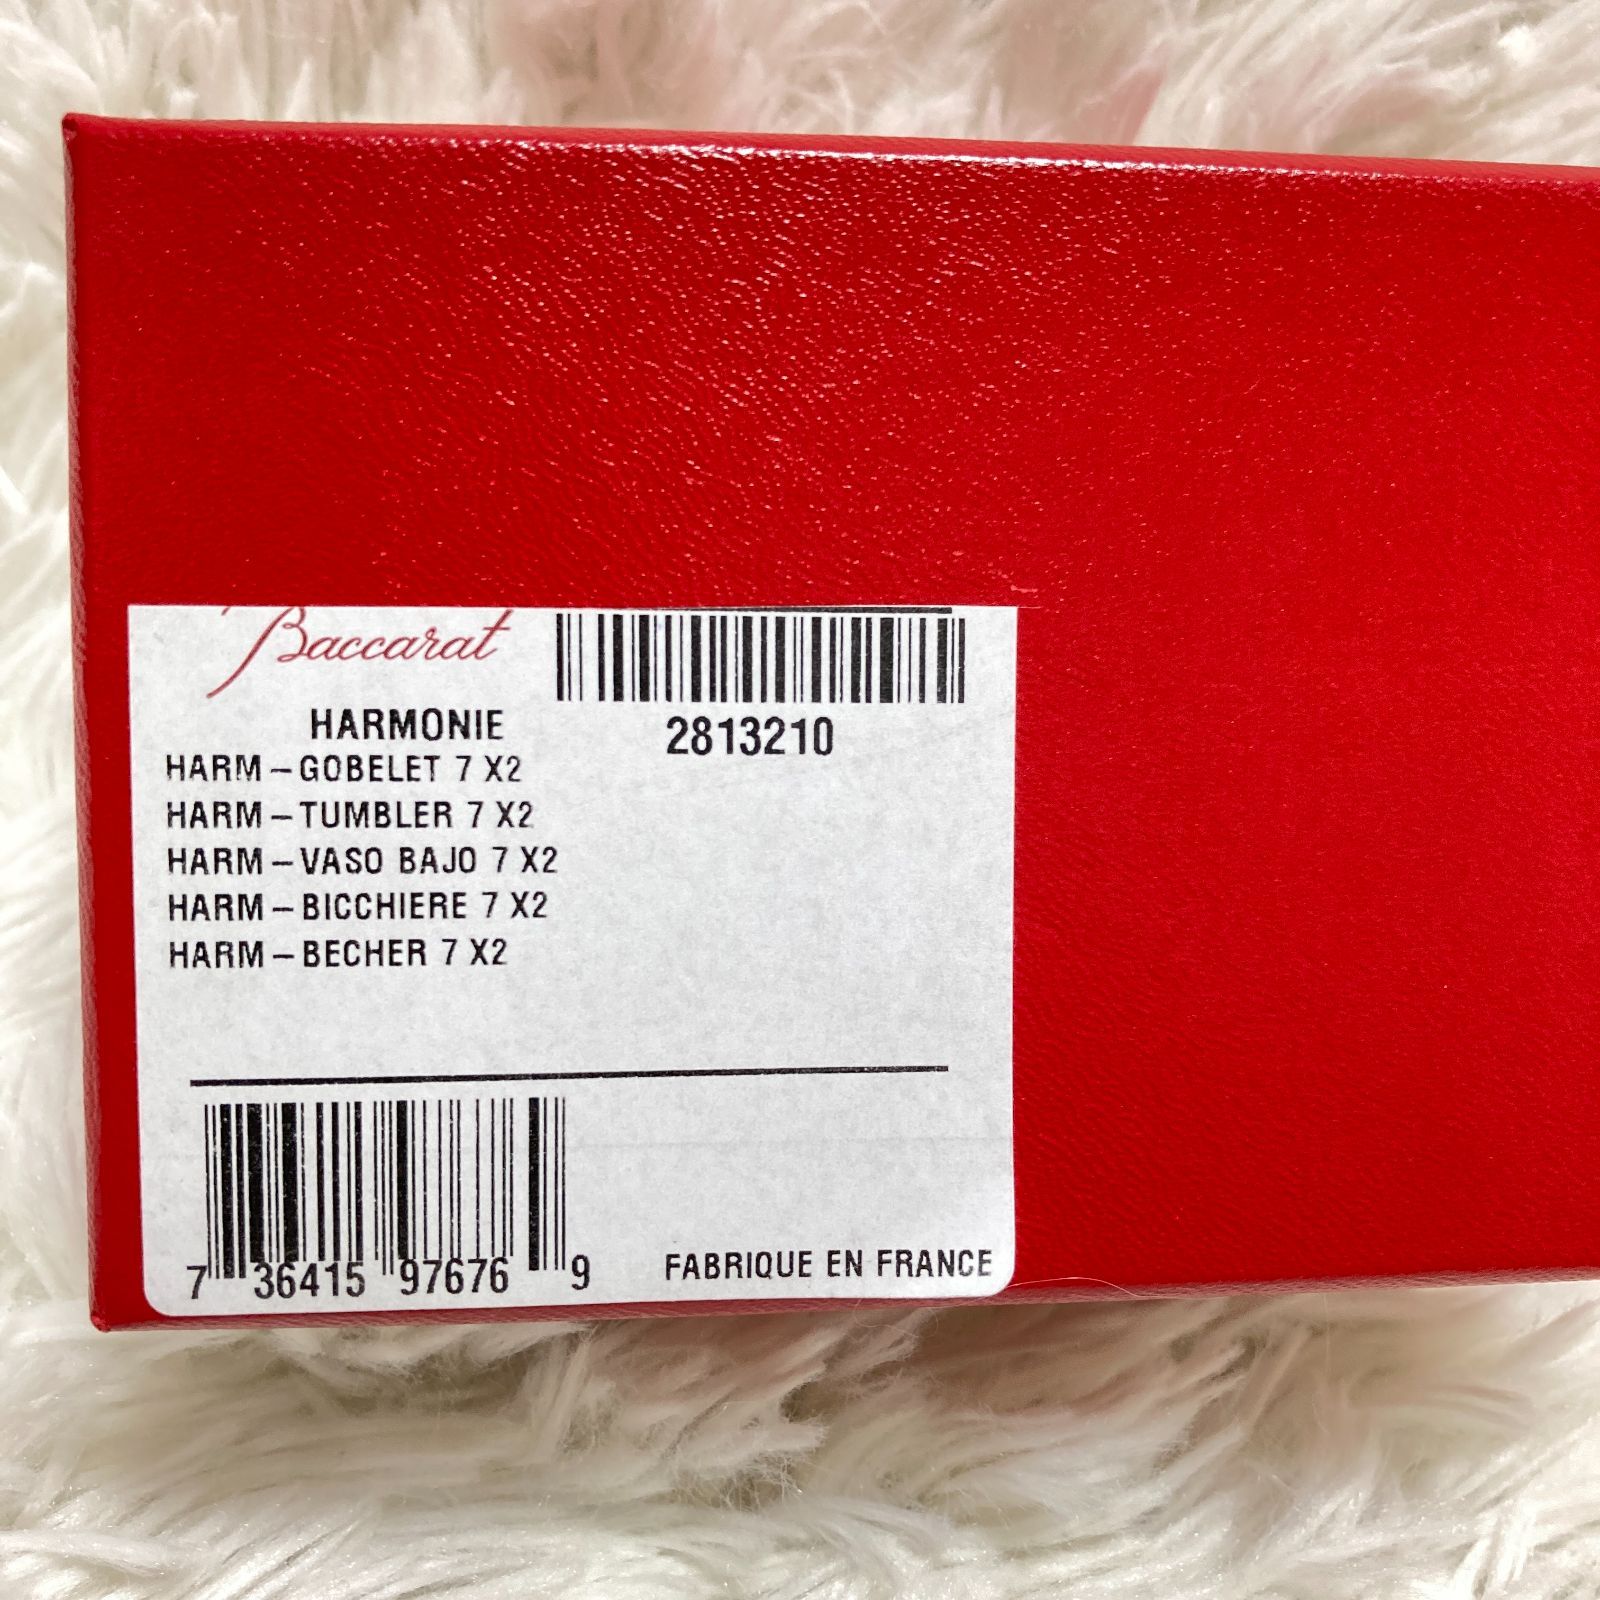 Baccarat
2813210
HARMONIE
HARM-GOBELET 7 X2
HARM-TUMBLER 7 X2
HARM-VASO BAJO 7 X2
HARM-BICCHIERE 7 X2
HARM-BECHER 7 X2
7 36415 97676 9
FABRIQUE EN FRANCE